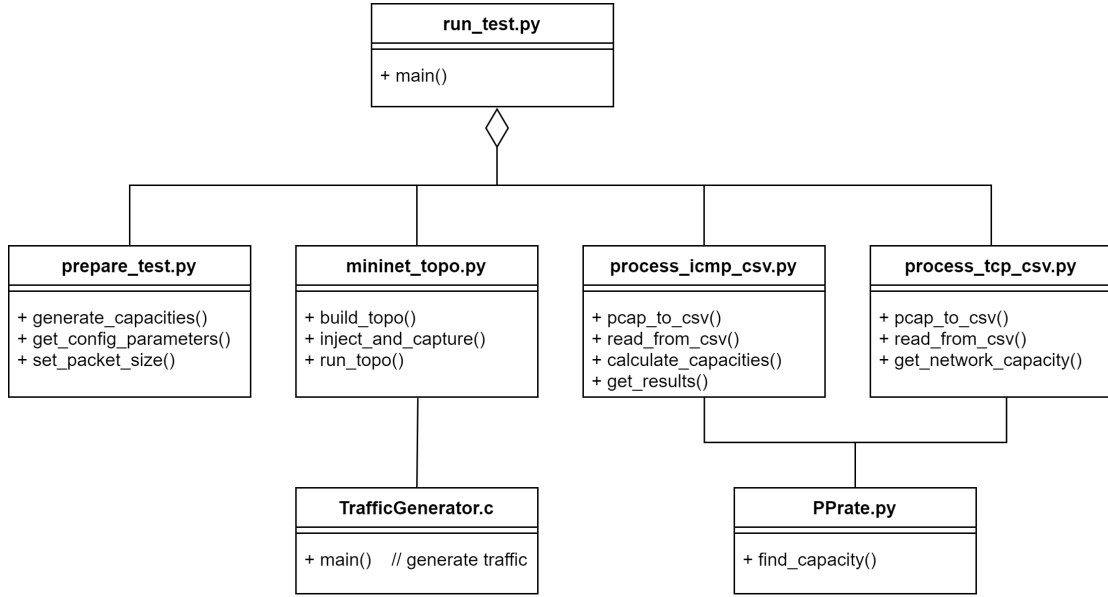 run_test.py
+ main()
prepare_test.py
+ generate_capacities()
+ get_config_parameters()
+ set_packet_size()
mininet_topo.py
+ build_topo()
+ inject_and_capture()
+ run_topo()
process_icmp_csv.py
+ pcap_to_csv()
+ read_from_csv()
+ calculate_capacities()
+ get_results()
process_tcp_csv.py
+ pcap_to_csv()
+ read_from_csv()
+ get_network_capacity()
TrafficGenerator.c
+ main() // generate traffic
PPrate.py
+ find_capacity()